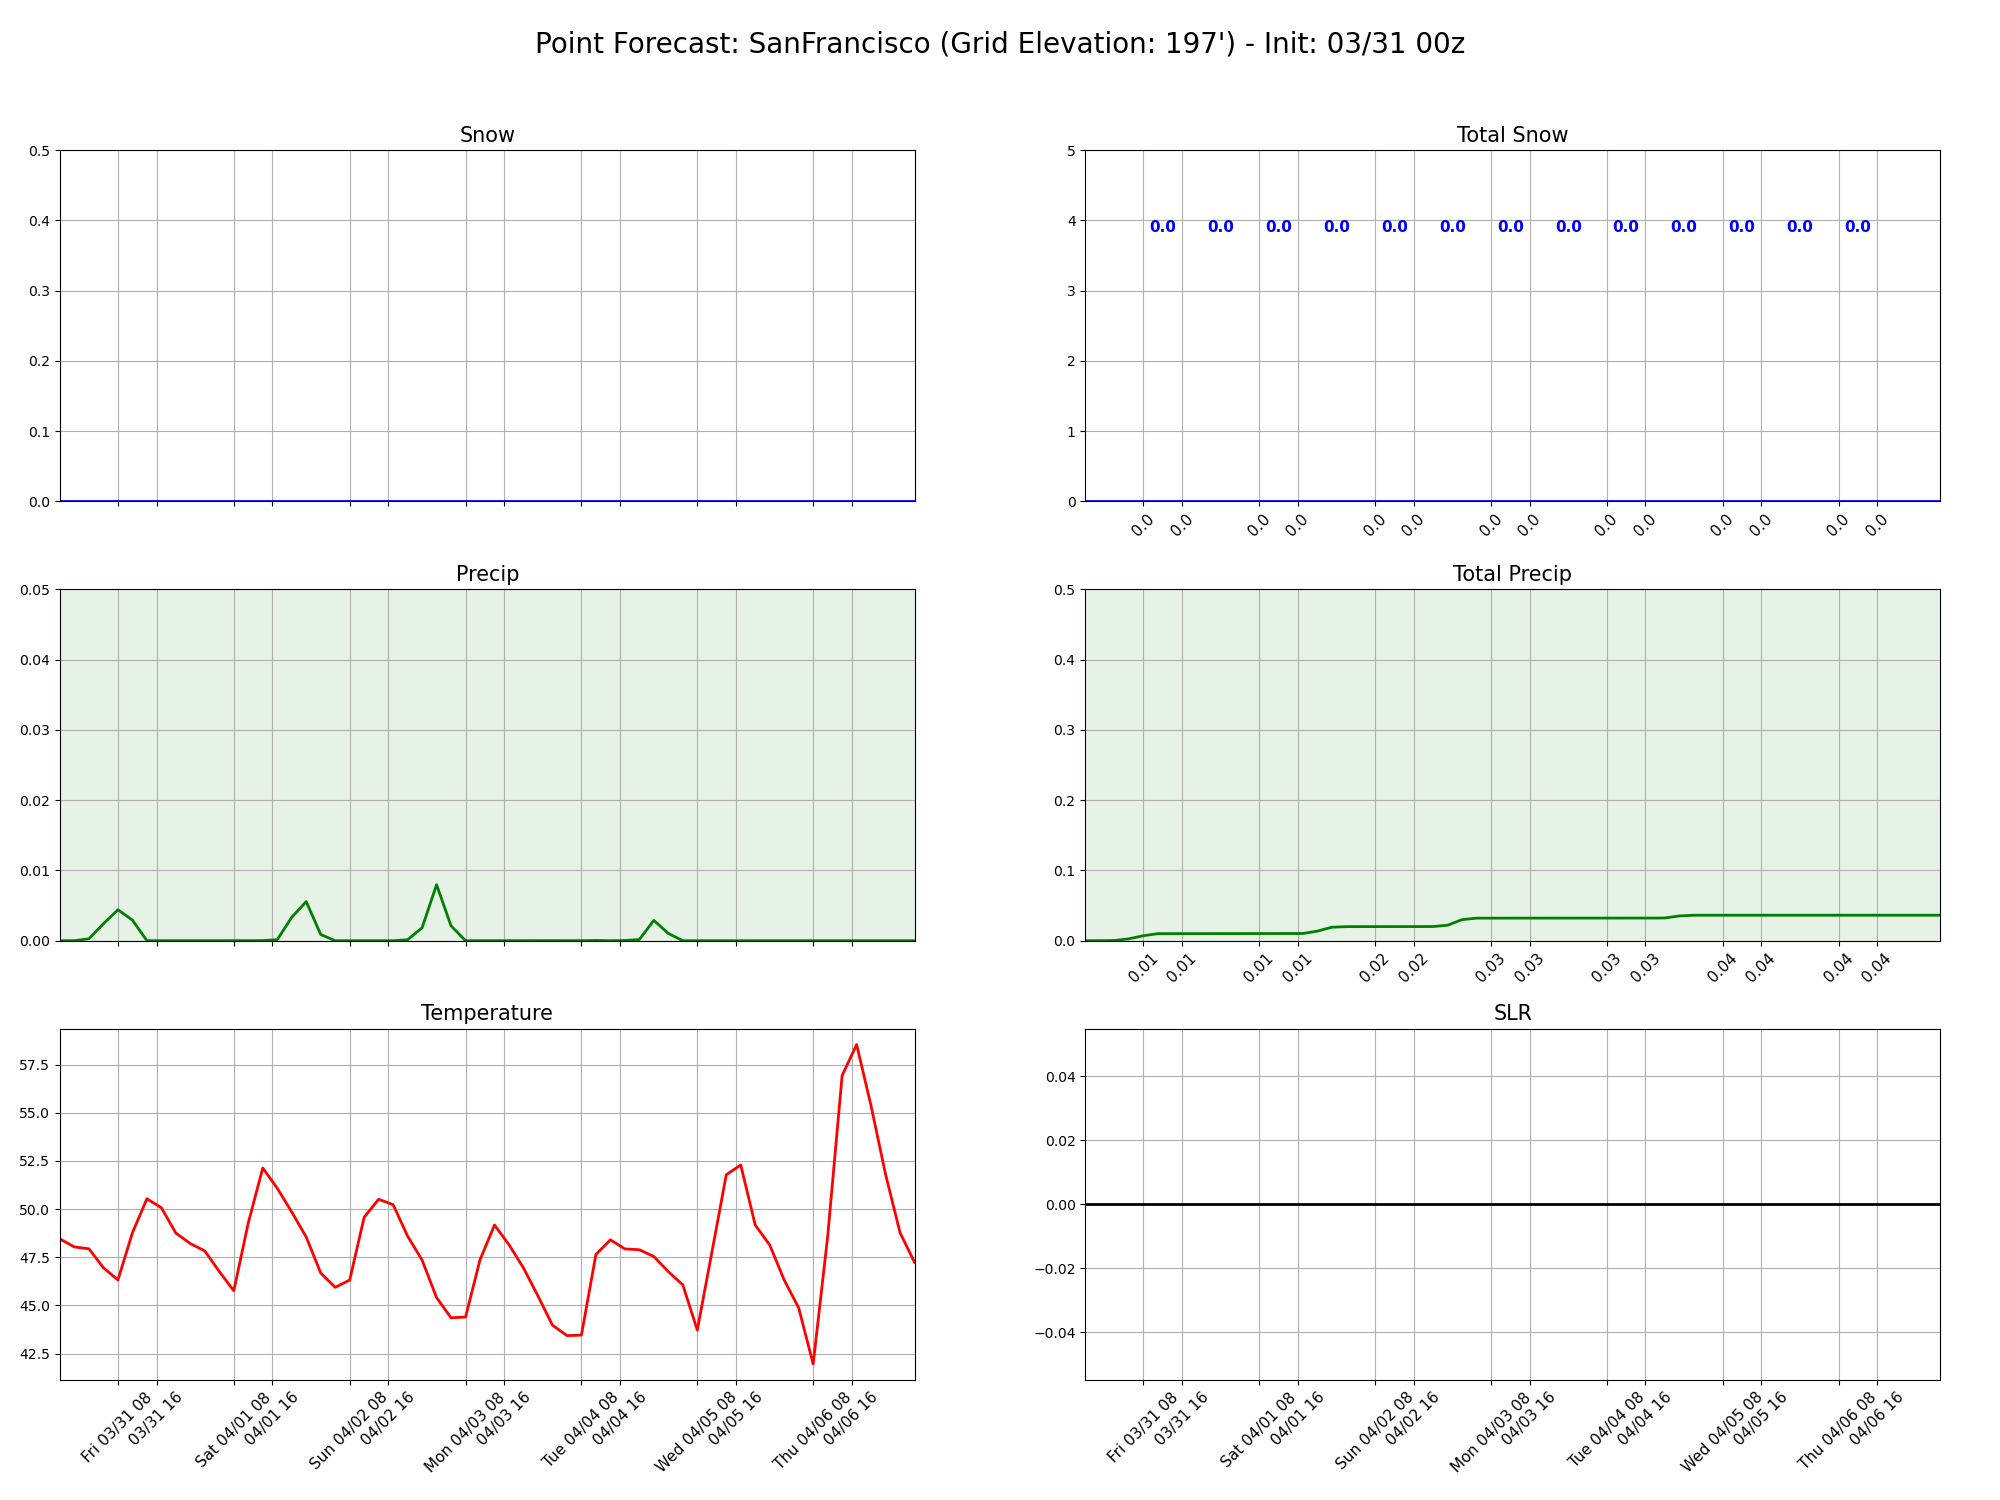 Point Forecast: SanFrancisco (Grid Elevation: 197') - Init: 03/31 00z
Snow
0.5
0.4
0.3
0.2
0.1
0.0
Total Snow
5
4
3
2
1
0
0.0 0.0 0.0 0.0 0.0 0.0 0.0 0.0 0.0 0.0 0.0 0.0 0.0
0.0 0.0 0.0 0.0 0.0 0.0 0.0 0.0 0.0 0.0 0.0 0.0 0.0 0.0
Precip
0.05
0.04
0.03
0.02
0.01
0.00
Total Precip
0.5
0.4
0.3
0.2
0.1
0.0
0.01 0.01 0.01 0.01 0.02 0.02 0.03 0.03 0.03 0.03 0.04 0.04 0.04 0.04
Temperature
57.5
55.0
52.5
50.0
47.5
45.0
42.5
Fri 03/31 08
03/31 16
Sat 04/01 08
04/01 16
Sun 04/02 08
04/02 16
Mon 04/03 08
04/03 16
Tue 04/04 08
04/04 16
Wed 04/05 08
04/05 16
Thu 04/06 08
04/06 16
SLR
0.04
0.02
0.00
−0.02
−0.04
Fri 03/31 08
03/31 16
Sat 04/01 08
04/01 16
Sun 04/02 08
04/02 16
Mon 04/03 08
04/03 16
Tue 04/04 08
04/04 16
Wed 04/05 08
04/05 16
Thu 04/06 08
04/06 16